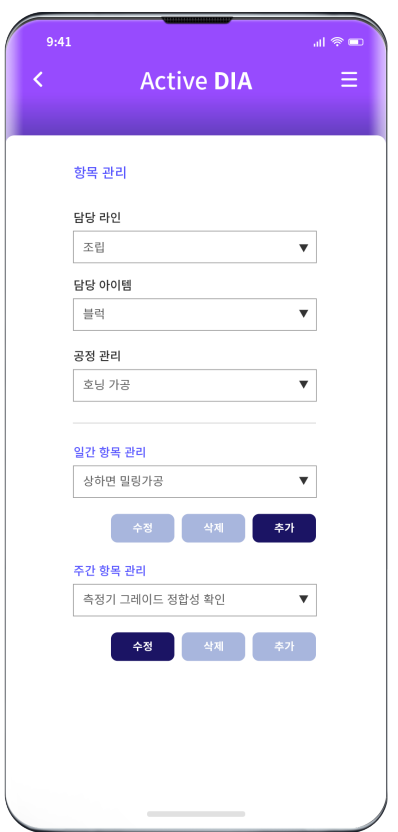 9:41
Active DIA
항목 관리
담당 라인
조립
담당 아이템
블럭
공정 관리
호닝 가공
일간 항목 관리
상하면 밀링가공
수정 삭제 추가
주간 항목 관리
측정기 그레이드 정합성 확인
수정 삭제 추가